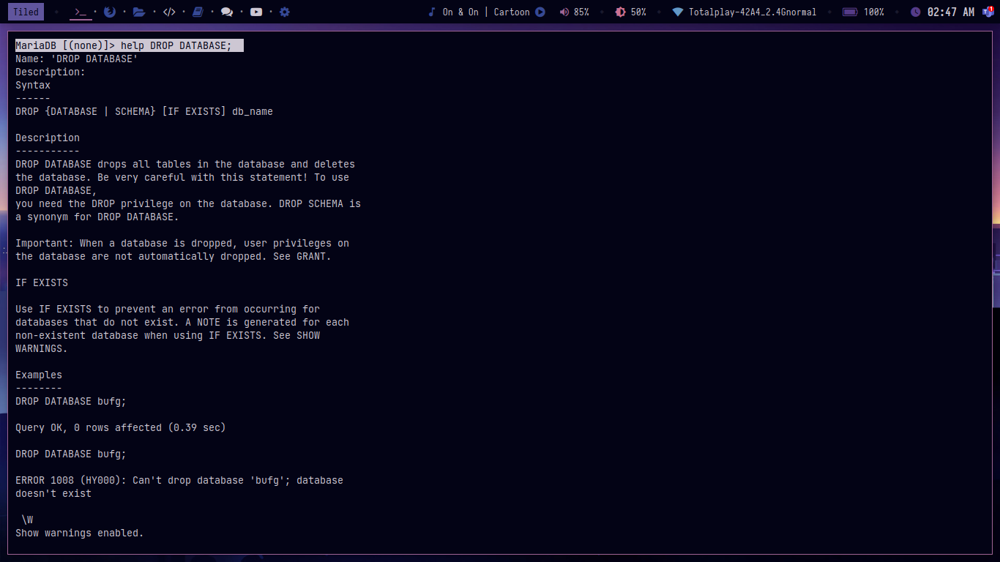 Tiled
On & On | Cartoon
85%
50%
Totalplay-42A4_2.4Gnormal
100%
02:47 AM
1
MariaDB [(none)]> help DROP DATABASE;
Name: 'DROP DATABASE'
Description:
Syntax
------
DROP {DATABASE | SCHEMA} [IF EXISTS] db_name
Description
-----------
DROP DATABASE drops all tables in the database and deletes
the database. Be very careful with this statement! To use
DROP DATABASE,
you need the DROP privilege on the database. DROP SCHEMA is
a synonym for DROP DATABASE.
Important: When a database is dropped, user privileges on
the database are not automatically dropped. See GRANT.
IF EXISTS
Use IF EXISTS to prevent an error from occurring for
databases that do not exist. A NOTE is generated for each
non-existent database when using IF EXISTS. See SHOW
WARNINGS.
Examples
--------
DROP DATABASE bufg;
Query OK, 0 rows affected (0.39 sec)
DROP DATABASE bufg;
ERROR 1008 (HY000): Can't drop database 'bufg'; database
doesn't exist
\W
Show warnings enabled.